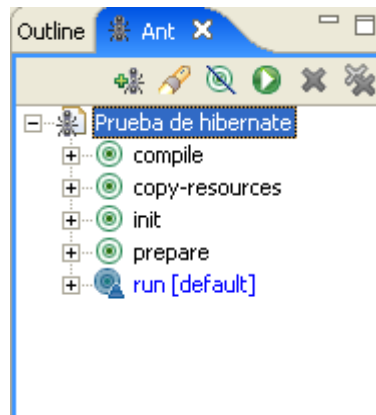 Outline Ant
Prueba de hibernate
compile
copy-resources
init
prepare
run [default]